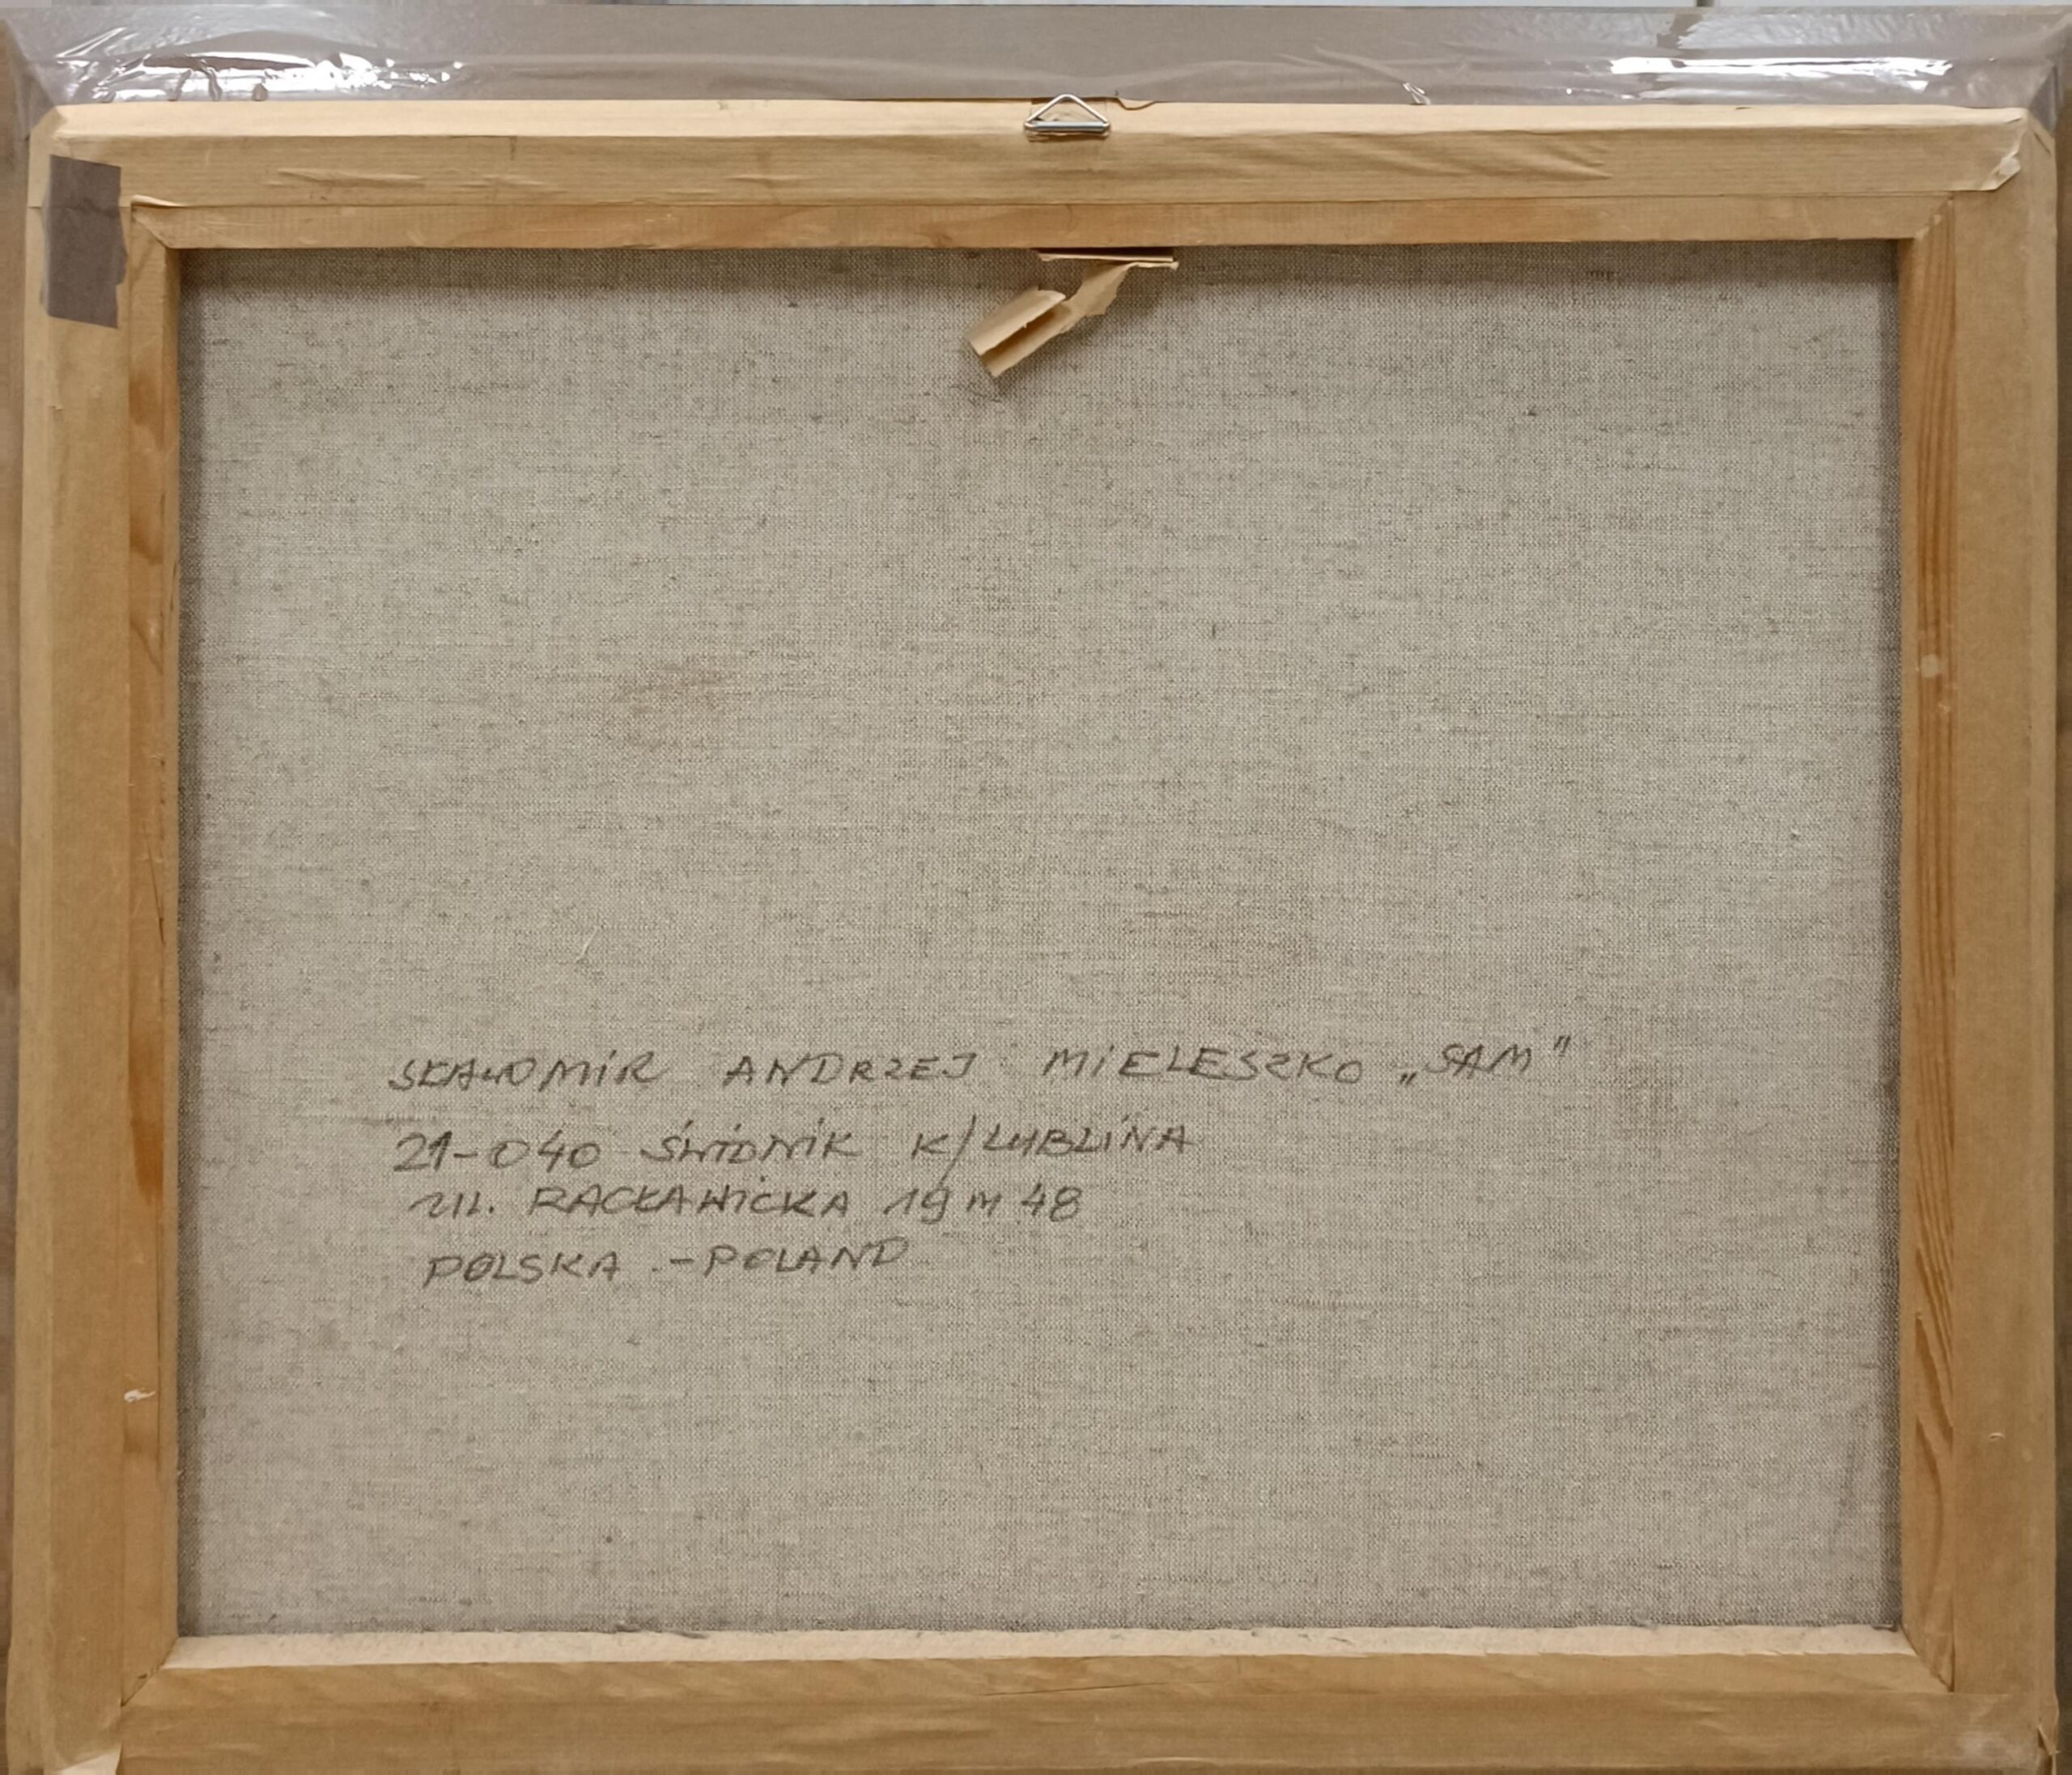 SŁAWOMIR ANDRZEJ MIELESZKO „SAM"
21-040 ŚWIDNIK K/LUBLINA
UL. RACŁAWICKA 19 M 48
POLSKA - POLAND